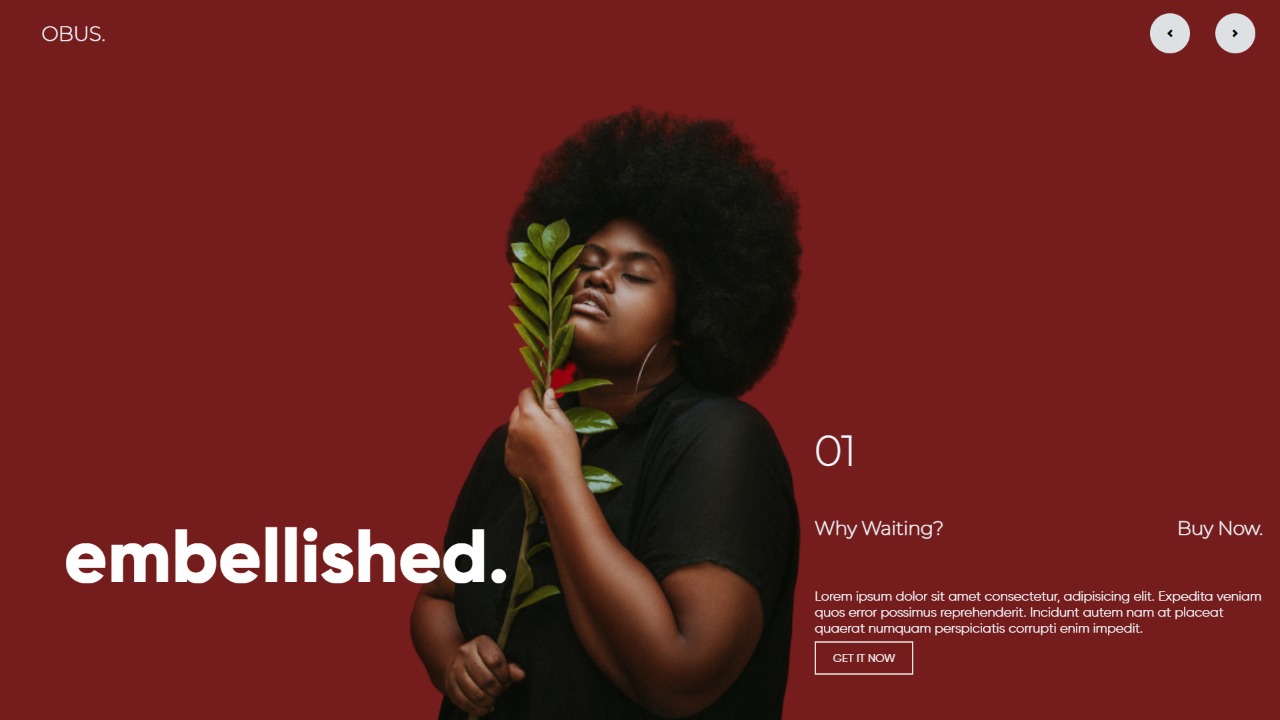 OBUS.
01
embellished.
Why Waiting?
Buy Now.
Lorem ipsum dolor sit amet consectetur, adipisicing elit. Expedita veniam
quos error possimus reprehenderit. Incidunt autem nam at placeat
quaerat numquam perspiciatis corrupti enim impedit.
GET IT NOW